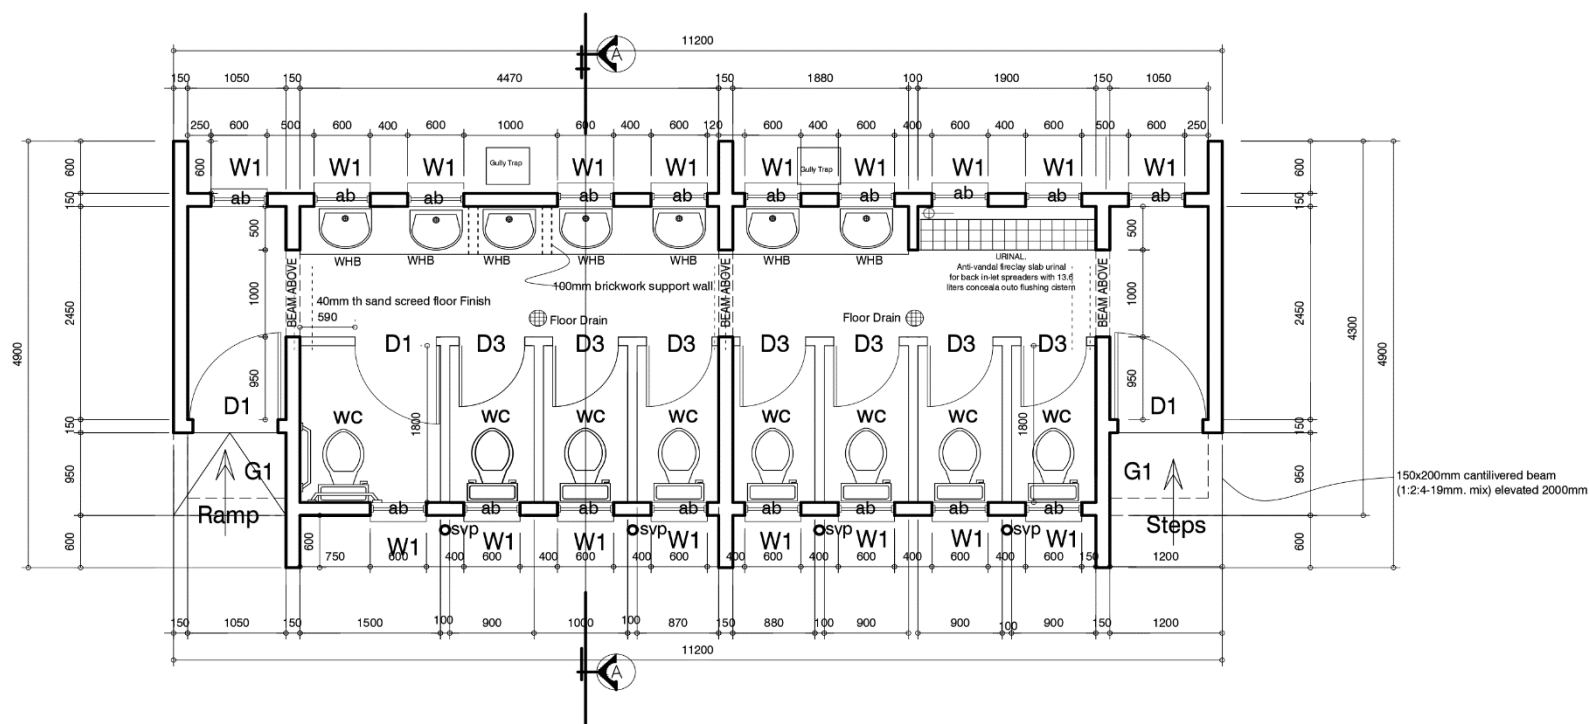 A
11200
150 1050 150 4470 150 1880 100 1900 150 1050
250 600 500 600 400 600 1000 600 400 600 120 600 400 600 400 600 400 600 500 600 250
600 600 600
W1 W1 W1 Gully Trap W1 W1 W1 Gully Trap W1 W1 W1 W1
150 ab ab ab ab ab ab ab ab ab ab 150
500 500
WHB WHB WHB WHB WHB WHB WHB
URINAL.
Anti-vandal fireclay slab urinal
for back in-let spreaders with 13.6
liters conceala outo flushing cistern
BEAM ABOVE BEAM ABOVE BEAM ABOVE
100mm brickwork support wall
40mm th sand screed floor Finish
1000 1000
590
Floor Drain Floor Drain
4900 2450 2450 4300 4900
D1 D3 D3 D3 D3 D3 D3 D3
950 950
D1 D1
WC WC WC WC WC WC WC WC
150 1800 1800 150 150
950 G1 G1 950
150x200mm cantilivered beam
(1:2:4-19mm. mix) elevated 2000mm
Ramp Steps
ab ab ab ab ab ab ab ab
svp svp svp svp
600 600 W1 W1 W1 W1 W1 W1 W1 W1 600
750 600 400 600 400 600 400 600 400 600 400 600 400 600 400 600 150 1200
150 1050 150 1500 100 900 1000 100 870 150 880 100 900 900 100 900 150 1200
11200
A